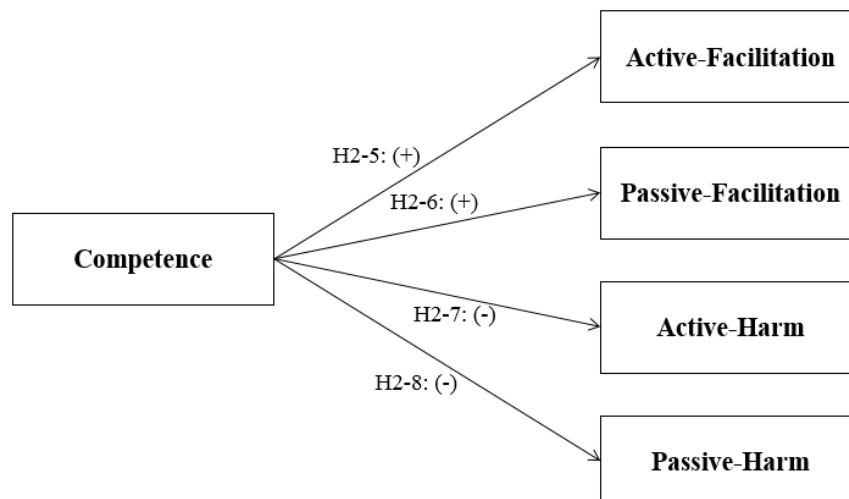 Active-Facilitation
H2-5: (+)
Passive-Facilitation
H2-6: (+)
Competence
H2-7: (-)
Active-Harm
H2-8: (-)
Passive-Harm